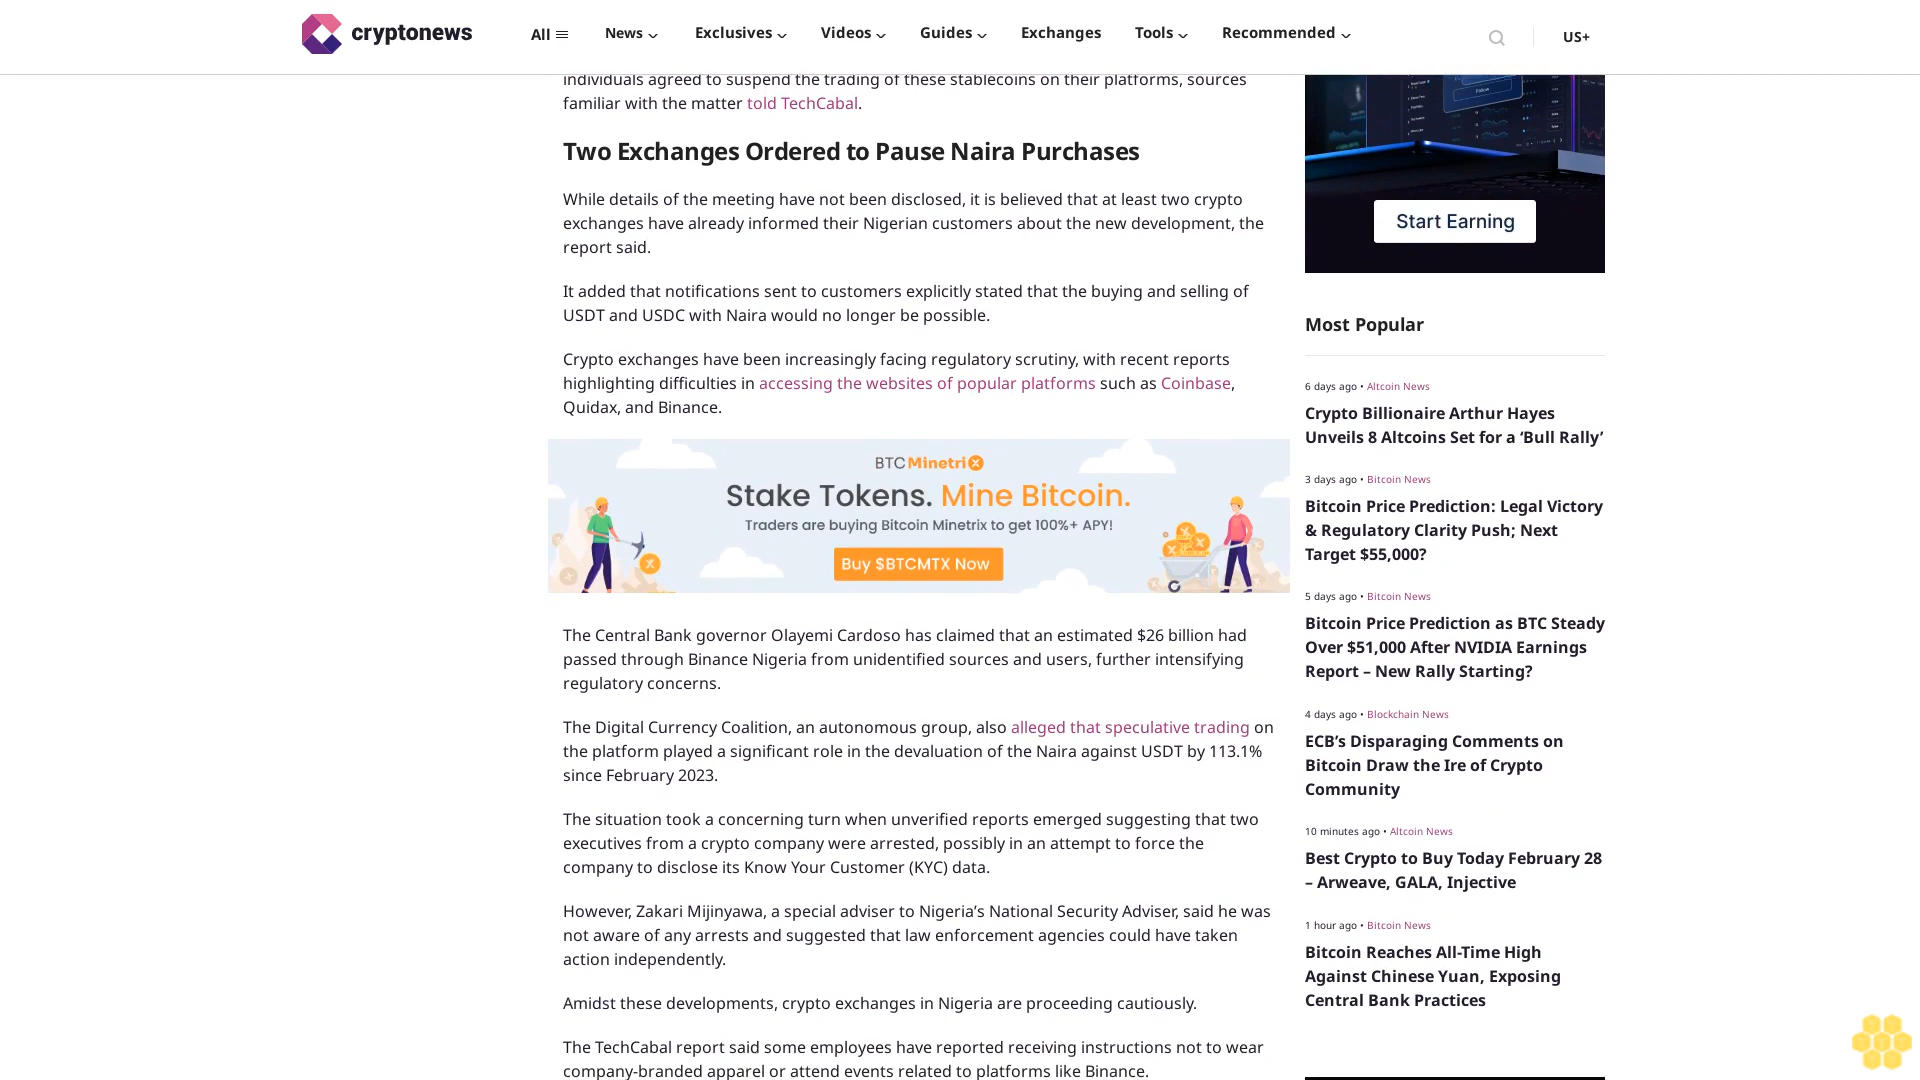 cryptonews
All
News
Exclusives
Videos
Guides
Exchanges
Tools
Recommended
US+
individuals agreed to suspend the trading of these stablecoins on their platforms, sources
familiar with the matter told TechCabal.
Two Exchanges Ordered to Pause Naira Purchases
While details of the meeting have not been disclosed, it is believed that at least two crypto
exchanges have already informed their Nigerian customers about the new development, the
report said.
It added that notifications sent to customers explicitly stated that the buying and selling of
USDT and USDC with Naira would no longer be possible.
Crypto exchanges have been increasingly facing regulatory scrutiny, with recent reports
highlighting difficulties in accessing the websites of popular platforms such as Coinbase,
Quidax, and Binance.
BTC Minetrix
Stake Tokens. Mine Bitcoin.
Traders are buying Bitcoin Minetrix to get 100%+ APY!
Buy $BTCMTX Now
The Central Bank governor Olayemi Cardoso has claimed that an estimated $26 billion had
passed through Binance Nigeria from unidentified sources and users, further intensifying
regulatory concerns.
The Digital Currency Coalition, an autonomous group, also alleged that speculative trading on
the platform played a significant role in the devaluation of the Naira against USDT by 113.1%
since February 2023.
The situation took a concerning turn when unverified reports emerged suggesting that two
executives from a crypto company were arrested, possibly in an attempt to force the
company to disclose its Know Your Customer (KYC) data.
However, Zakari Mijinyawa, a special adviser to Nigeria's National Security Adviser, said he was
not aware of any arrests and suggested that law enforcement agencies could have taken
action independently.
Amidst these developments, crypto exchanges in Nigeria are proceeding cautiously.
The TechCabal report said some employees have reported receiving instructions not to wear
company-branded apparel or attend events related to platforms like Binance.
Follow
Start Earning
Most Popular
6 days ago • Altcoin News
Crypto Billionaire Arthur Hayes
Unveils 8 Altcoins Set for a ‘Bull Rally’
3 days ago • Bitcoin News
Bitcoin Price Prediction: Legal Victory
& Regulatory Clarity Push; Next
Target $55,000?
5 days ago • Bitcoin News
Bitcoin Price Prediction as BTC Steady
Over $51,000 After NVIDIA Earnings
Report – New Rally Starting?
4 days ago • Blockchain News
ECB’s Disparaging Comments on
Bitcoin Draw the Ire of Crypto
Community
10 minutes ago • Altcoin News
Best Crypto to Buy Today February 28
– Arweave, GALA, Injective
1 hour ago • Bitcoin News
Bitcoin Reaches All-Time High
Against Chinese Yuan, Exposing
Central Bank Practices